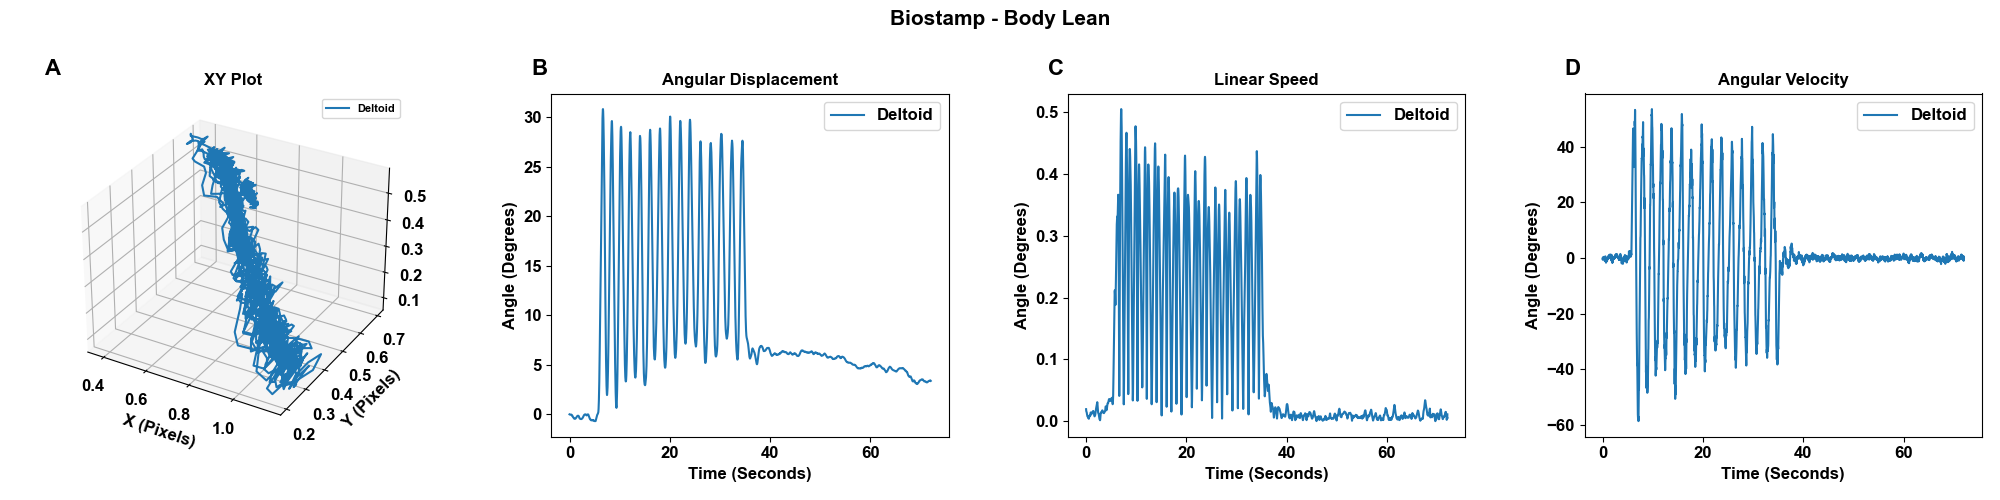 Biostamp - Body Lean
A
XY Plot
Deltoid
0.5
0.4
0.3
0.2
0.1
0.7
0.6
0.5
0.4
0.3
0.2
Y (Pixels)
0.4
0.6
0.8
1.0
X (Pixels)
B
Angular Displacement
Deltoid
30
25
20
15
10
5
0
Angle (Degrees)
0 20 40 60
Time (Seconds)
C
Linear Speed
Deltoid
0.5
0.4
0.3
0.2
0.1
0.0
Angle (Degrees)
0 20 40 60
Time (Seconds)
D
Angular Velocity
Deltoid
40
20
0
−20
−40
−60
Angle (Degrees)
0 20 40 60
Time (Seconds)